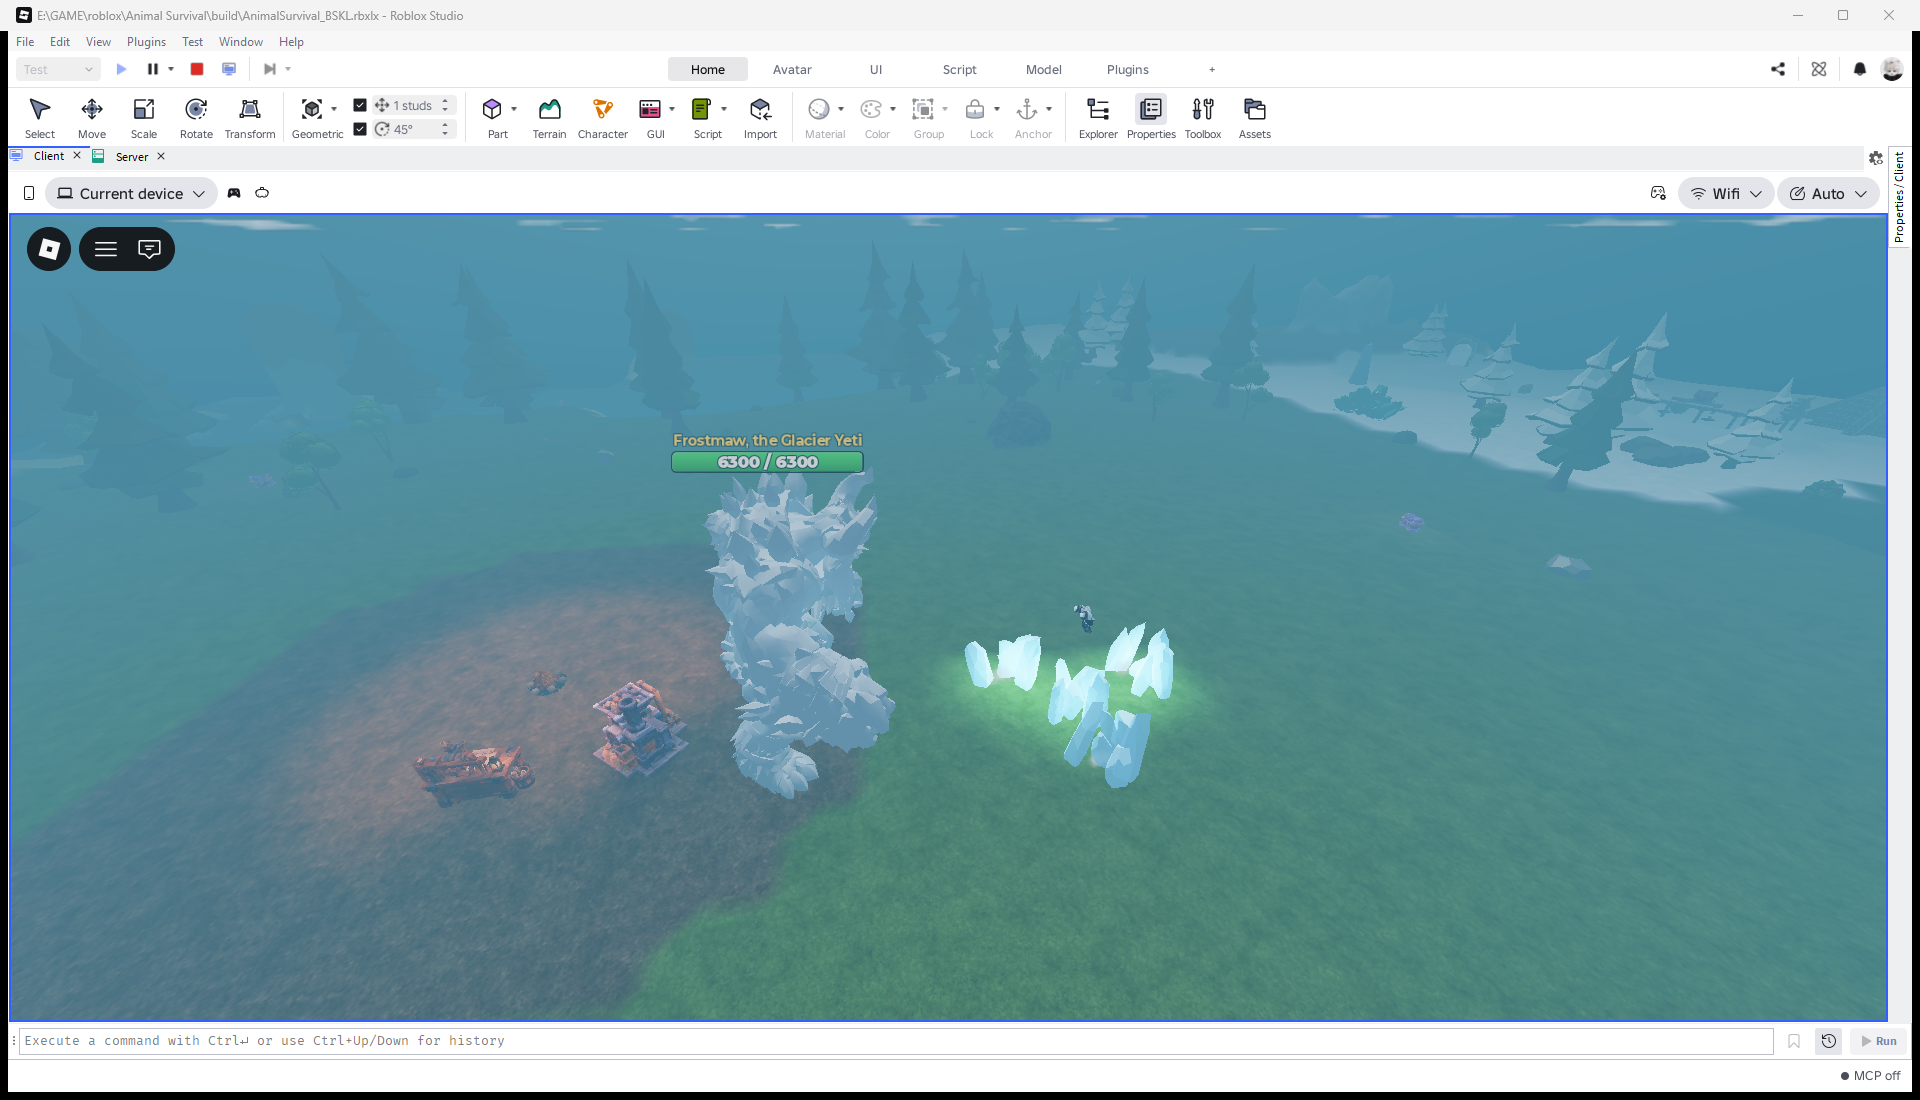 E:\GAME\roblox\Animal Survival\build\AnimalSurvival_BSKL.rbxlx - Roblox Studio
File Edit View Plugins Test Window Help
Test
Home Avatar UI Script Model Plugins +
1 studs
45°
Select Move Scale Rotate Transform Geometric Part Terrain Character GUI Script Import Material Color Group Lock Anchor Explorer Properties Toolbox Assets
Client Server
Properties / Client
Current device
Wifi Auto
Frostmaw, the Glacier Yeti
6300 / 6300
Execute a command with Ctrl↵ or use Ctrl+Up/Down for history
Run
MCP off